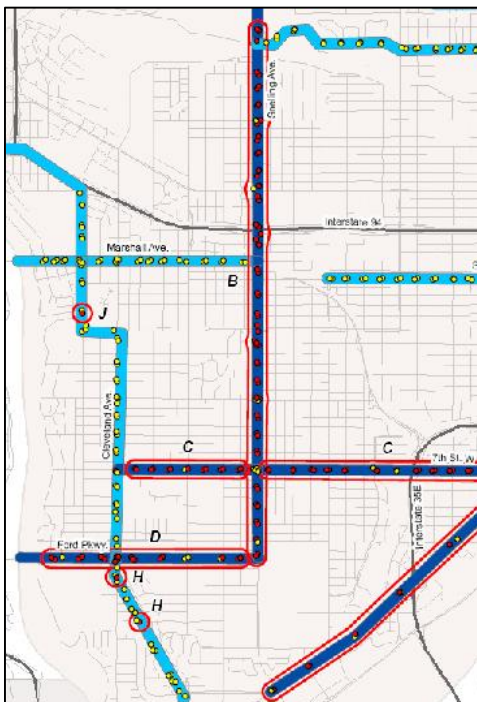 Snelling Ave.
Interstate 94
Marshall Ave.
B
S
J
Cleveland Ave.
C
C
7th St. W
Interstate 35E
D
Ford Pkwy.
H
H